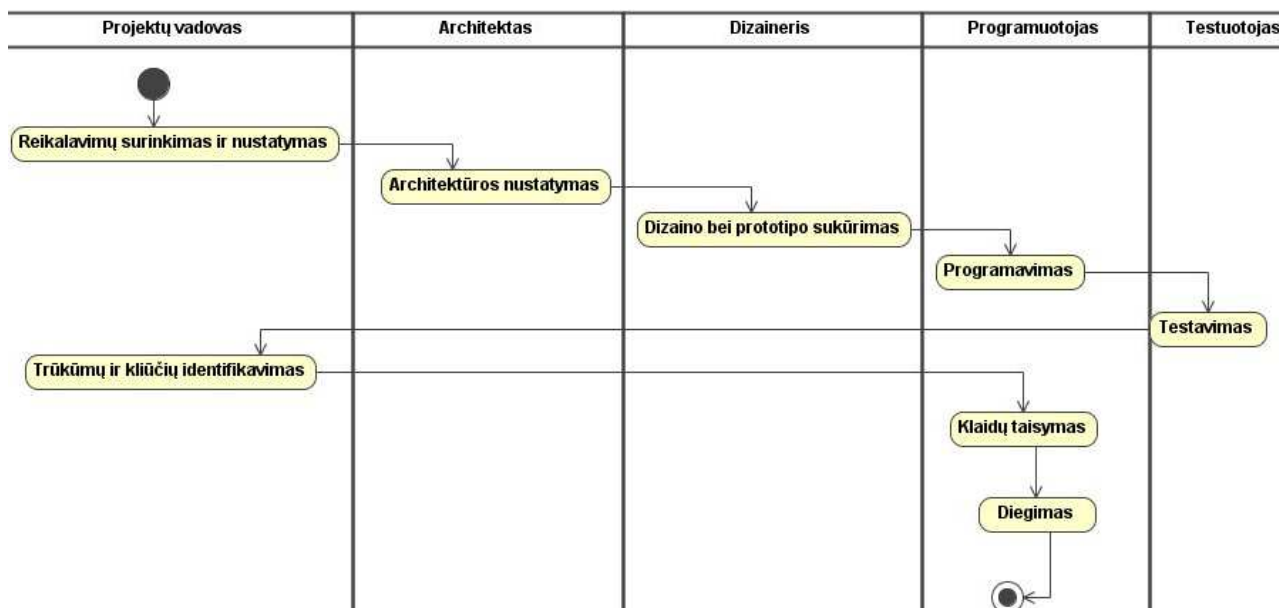 Projektų vadovas
Architektas
Dizaineris
Programuotojas
Testuotojas
Reikalavimų surinkimas ir nustatymas
Architektūros nustatymas
Dizaino bei prototipo sukūrimas
Programavimas
Testavimas
Trūkūmų ir kliūčių identifikavimas
Klaidų taisymas
Diegimas